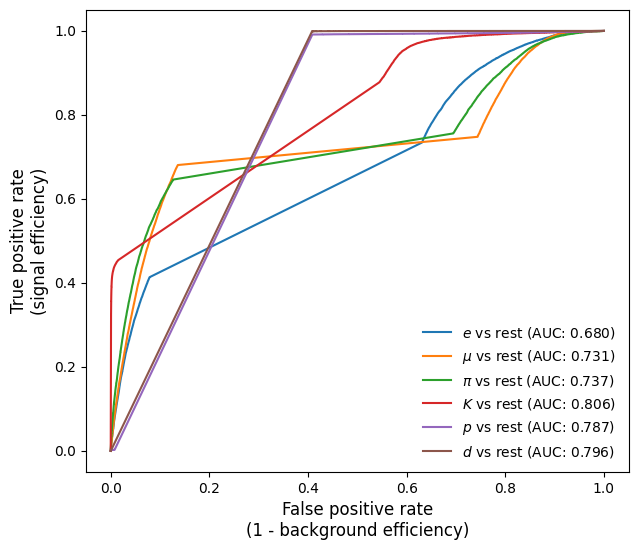 1.0
0.8
0.6
0.4
0.2
0.0
True positive rate
(signal efficiency)
e vs rest (AUC: 0.680)
μ vs rest (AUC: 0.731)
π vs rest (AUC: 0.737)
K vs rest (AUC: 0.806)
p vs rest (AUC: 0.787)
d vs rest (AUC: 0.796)
0.0 0.2 0.4 0.6 0.8 1.0
False positive rate
(1 - background efficiency)